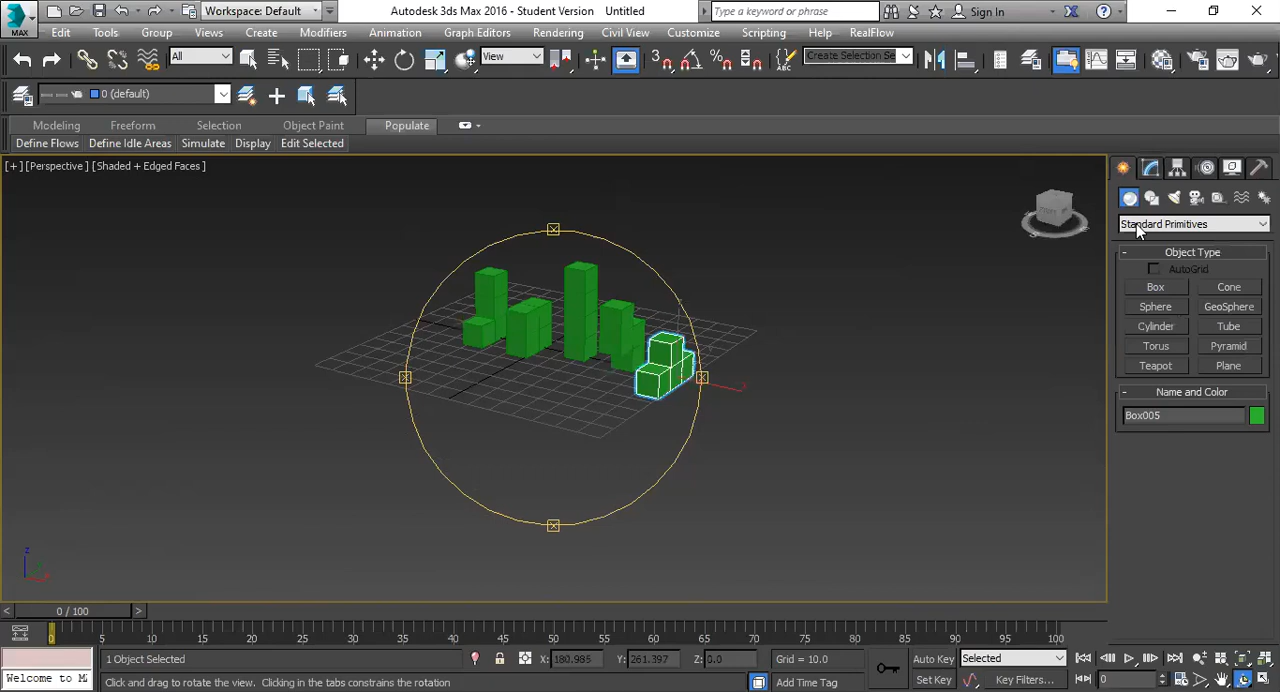 MAX
Workspace: Default
Autodesk 3ds Max 2016 - Student Version Untitled
Type a keyword or phrase
Sign In
Edit Tools Group Views Create Modifiers Animation Graph Editors Rendering Civil View Customize Scripting Help RealFlow
All
View
3
Create Selection Se
0 (default)
Modeling Freeform Selection Object Paint Populate
Define Flows Define Idle Areas Simulate Display Edit Selected
[+] [Perspective] [Shaded + Edged Faces]
Standard Primitives
- Object Type
AutoGrid
Box Cone
Sphere GeoSphere
Cylinder Tube
Torus Pyramid
Teapot Plane
- Name and Color
Box005
z
< 0 / 100 >
0 5 10 15 20 25 30 35 40 45 50 55 60 65 70 75 80 85 90 95 100
1 Object Selected
X: 180.985 Y: 261.397 Z: 0.0
Grid = 10.0
Auto Key Selected
Welcome to M
Click and drag to rotate the view. Clicking in the tabs constrains the rotation
Add Time Tag
Set Key Key Filters...
0